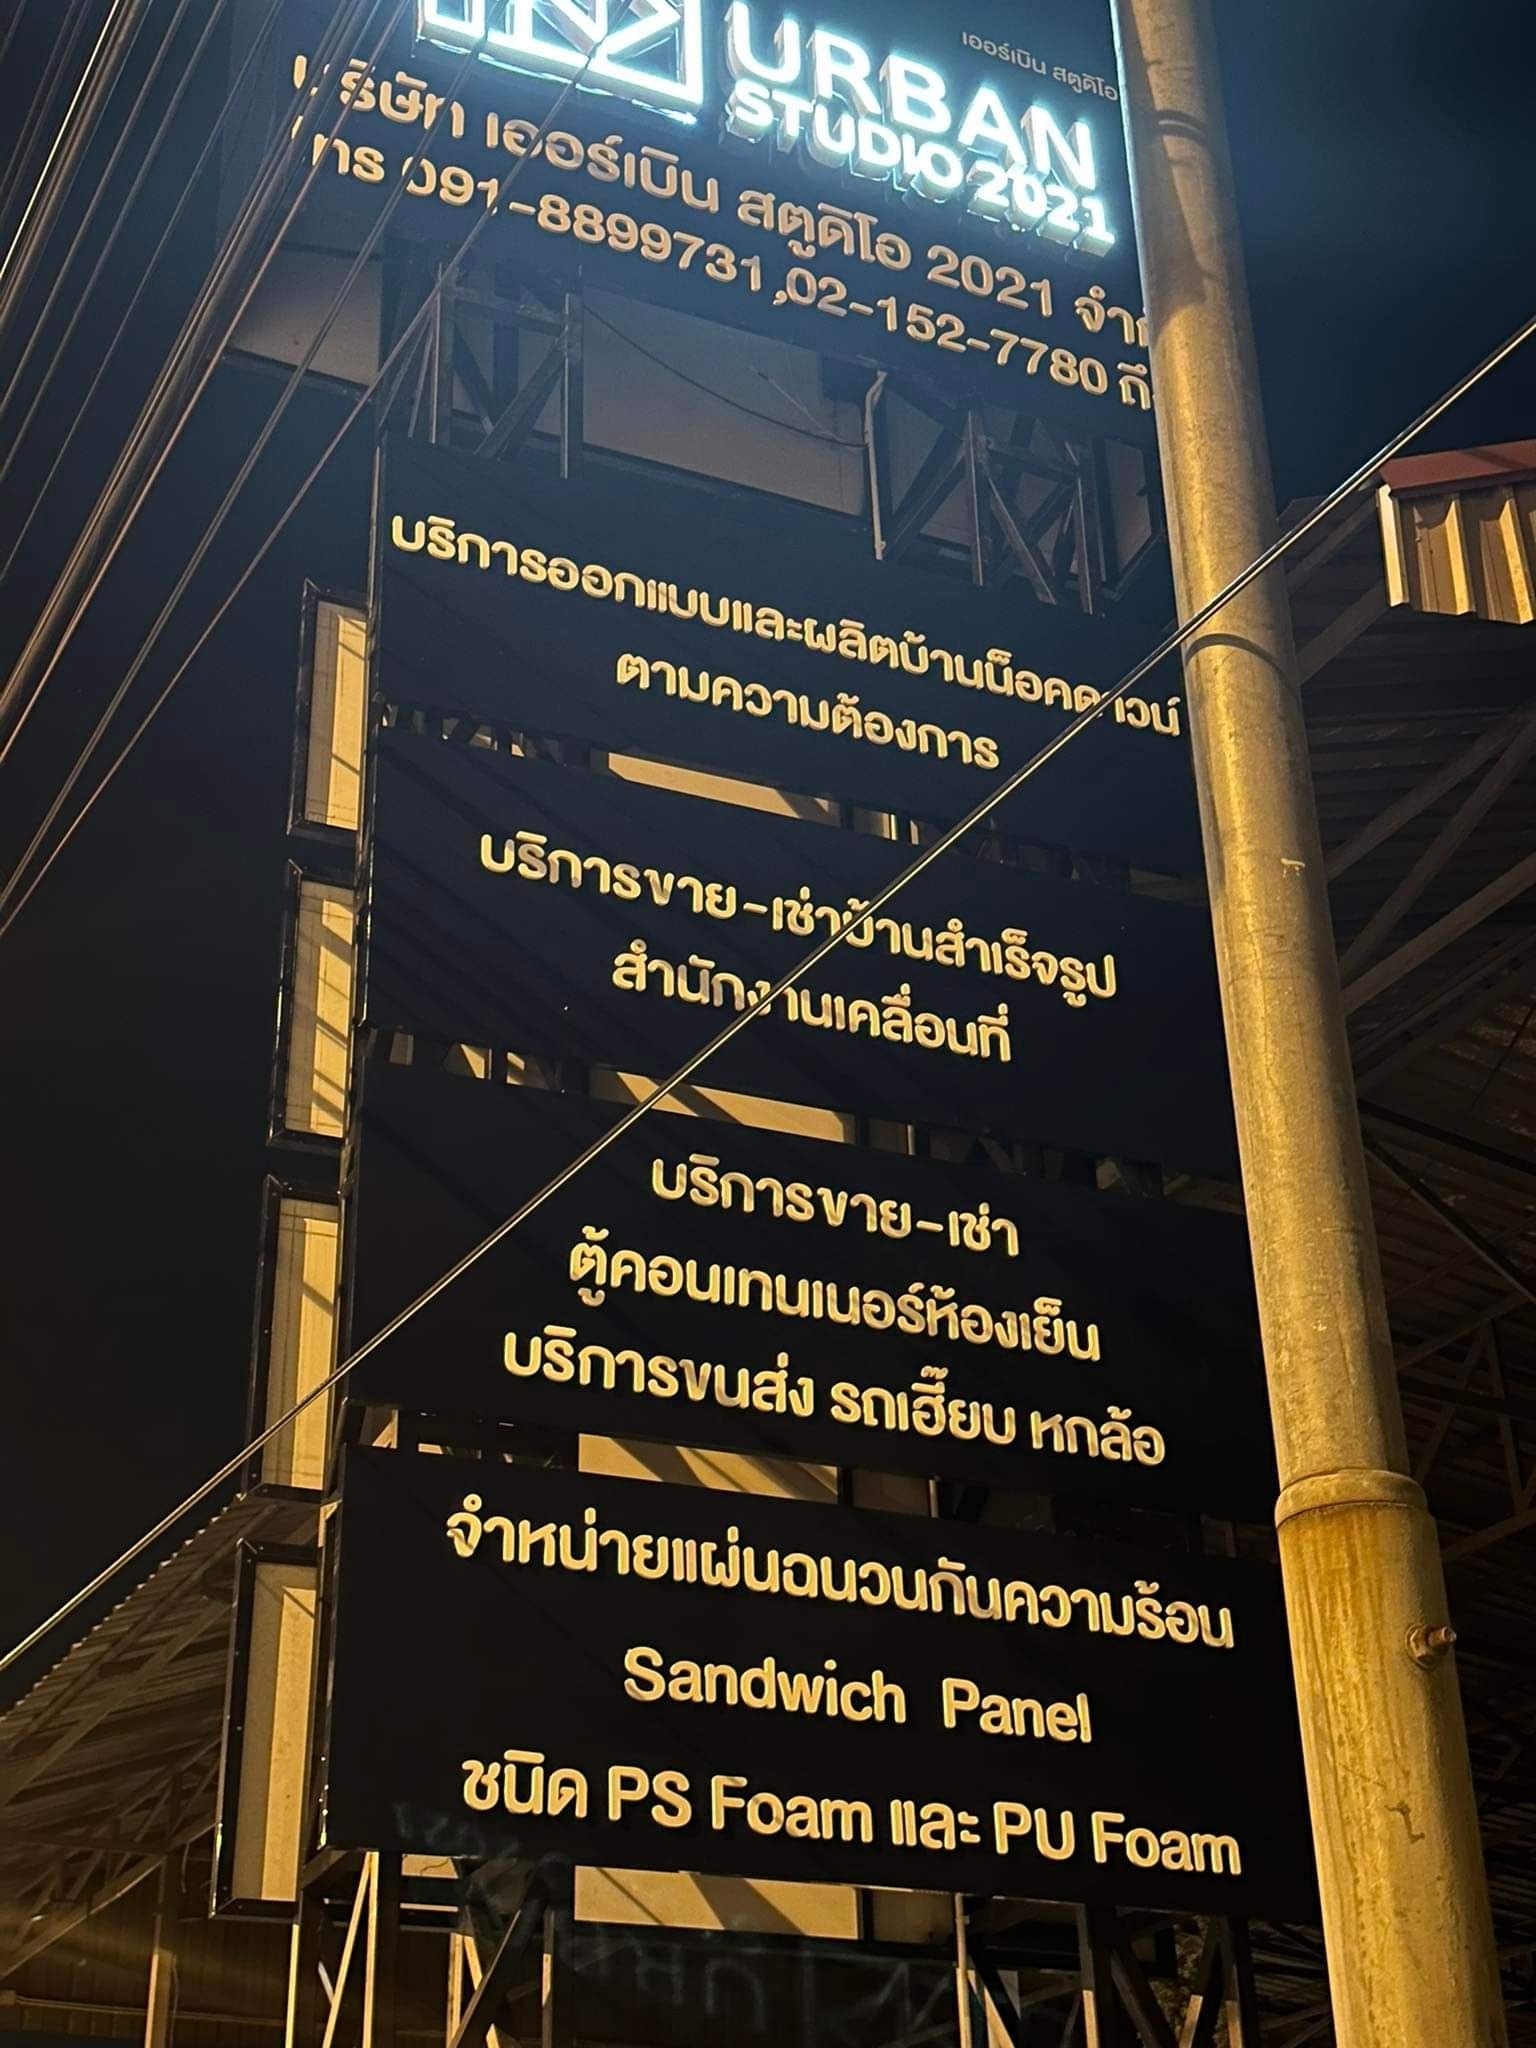 URBAN
เออร์เบิน สตูดิโอ
STUDIO 2021
บริษัท เออร์เบิน สตูดิโอ 2021
091-8899731,02-152-7780
บริการออกแบบและผลิตบ้านน็อคดาวน์
ตามความต้องการ
บริการขาย-เช่าบ้านสำเร็จรูป
สำนักงานเคลื่อนที่
บริการขาย-เช่า
ตู้คอนเทนเนอร์ห้องเย็น
บริการขนส่ง รถเฮี๊ยบ หกล้อ
จำหน่ายแผ่นฉนวนกันความร้อน
Sandwich Panel
ชนิด PS Foam และ PU Foam